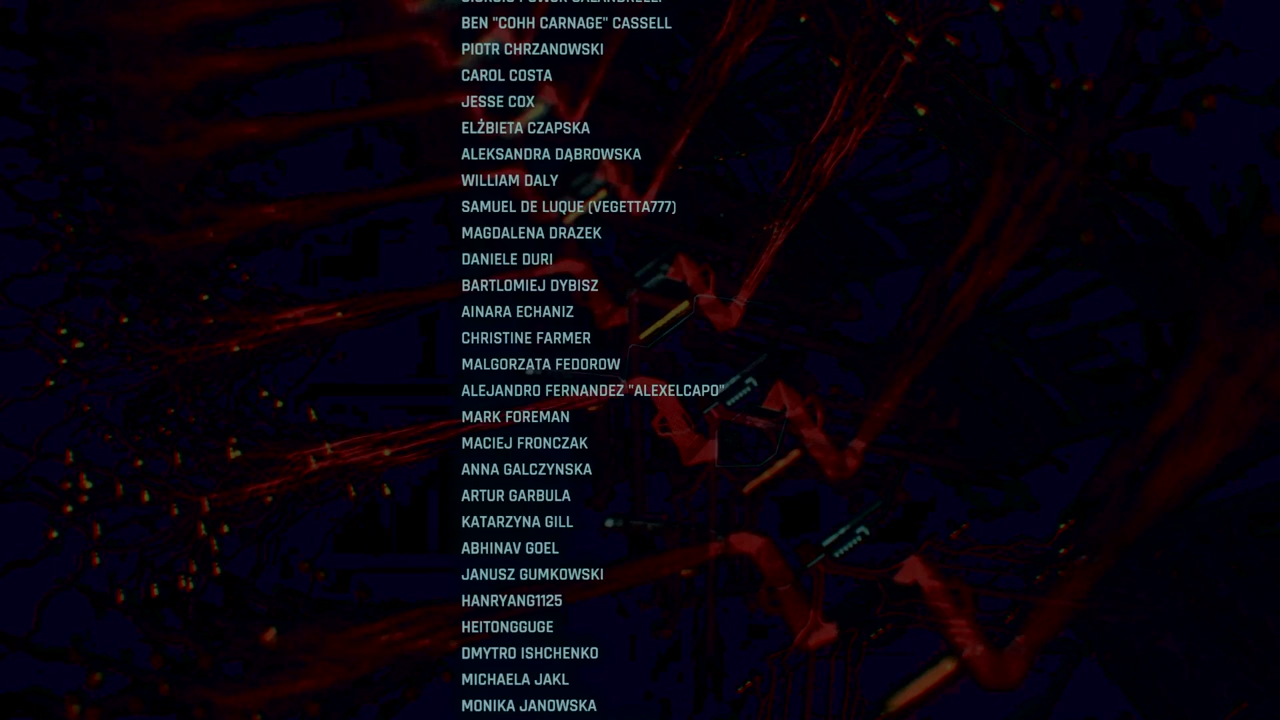 BEN "COHH CARNAGE" CASSELL
PIOTR CHRZANOWSKI
CAROL COSTA
JESSE COX
ELŻBIETA CZAPSKA
ALEKSANDRA DĄBROWSKA
WILLIAM DALY
SAMUEL DE LUQUE (VEGETTA777)
MAGDALENA DRAZEK
DANIELE DURI
BARTLOMIEJ DYBISZ
AINARA ECHANIZ
CHRISTINE FARMER
MALGORZATA FEDOROW
ALEJANDRO FERNANDEZ "ALEXELCAPO"
MARK FOREMAN
MACIEJ FRONCZAK
ANNA GALCZYNSKA
ARTUR GARBULA
KATARZYNA GILL
ABHINAV GOEL
JANUSZ GUMKOWSKI
HANRYANG1125
HEITONGGUGE
DMYTRO ISHCHENKO
MICHAELA JAKL
MONIKA JANOWSKA